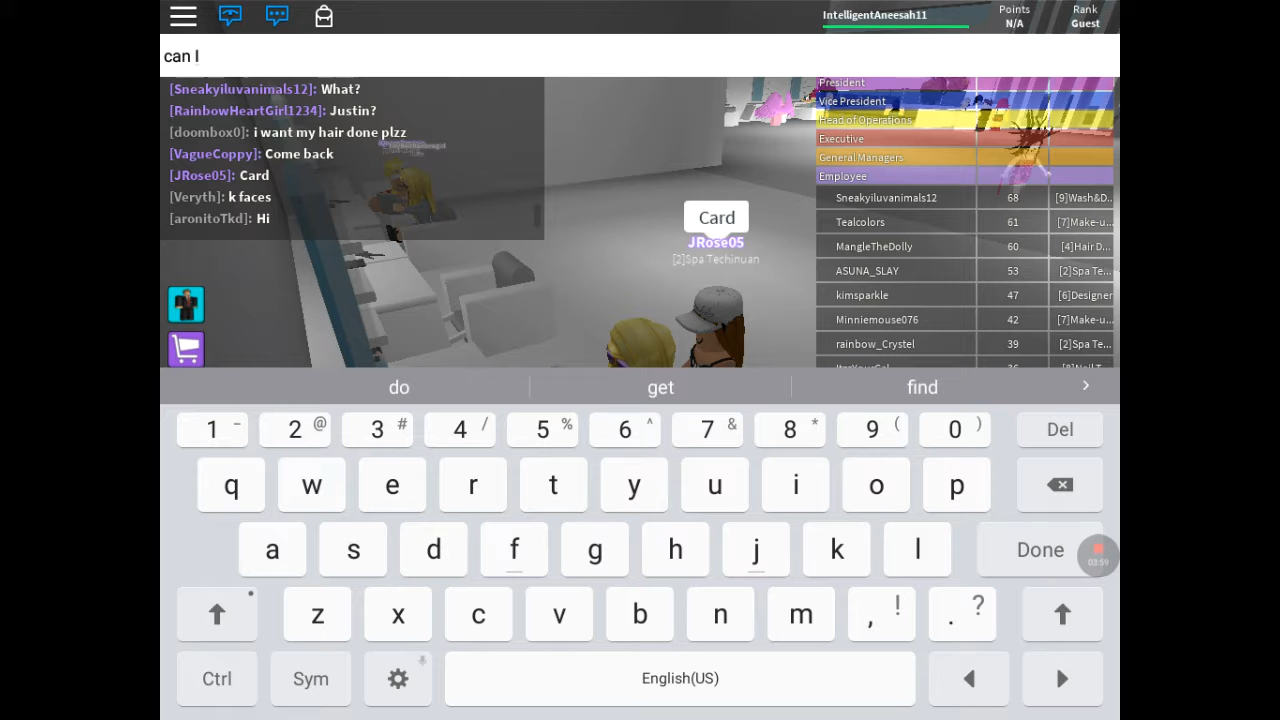 IntelligentAneesah11
Points
N/A
Rank
Guest
can I
[Sneakyiluvanimals12]: What?
[RainbowHeartGirl1234]: Justin?
[doombox0]: i want my hair done plzz
[VagueCoppy]: Come back
[JRose05]: Card
[Veryth]: k faces
[aronitoTkd]: Hi
Card
JRose05
[2]Spa Techinuan
President
Vice President
Head of Operations
Executive
General Managers
Employee
Sneakyiluvanimals12 68 [9]Wash&D..
Tealcolors 61 [7]Make-u...
MangleTheDolly 60 [4]Hair D...
ASUNA_SLAY 53 [2]Spa Te...
kimsparkle 47 [6]Designer
Minniemouse076 42 [7]Make-u...
rainbow_Crystel 39 [2]Spa Te...
do get find >
1 - 2 @ 3 # 4 / 5 % 6 ^ 7 & 8 * 9 ( 0 ) Del
q w e r t y u i o p
a s d f g h j k l Done
03:59
z x c v b n m , ! . ?
Ctrl Sym English(US)